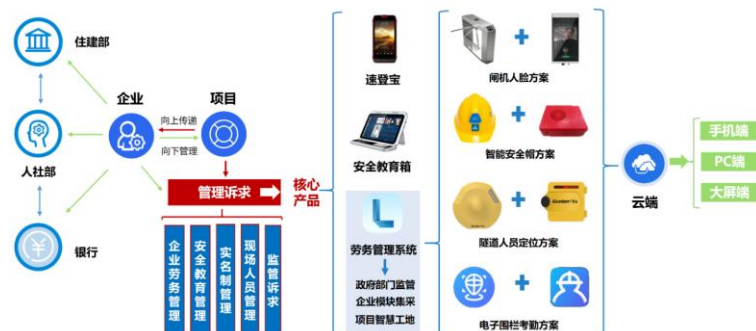 住建部
人社部
银行
企业
项目
向上传递
向下管理
管理诉求
企业劳务管理
安全教育管理
实名制管理
现场人员管理
监管诉求
核心
产品
速登宝
安全教育箱
劳务管理系统
政府部门监管
企业模块集采
项目智慧工地
闸机人脸方案
智能安全帽方案
隧道人员定位方案
电子围栏考勤方案
云端
手机端
PC端
大屏端